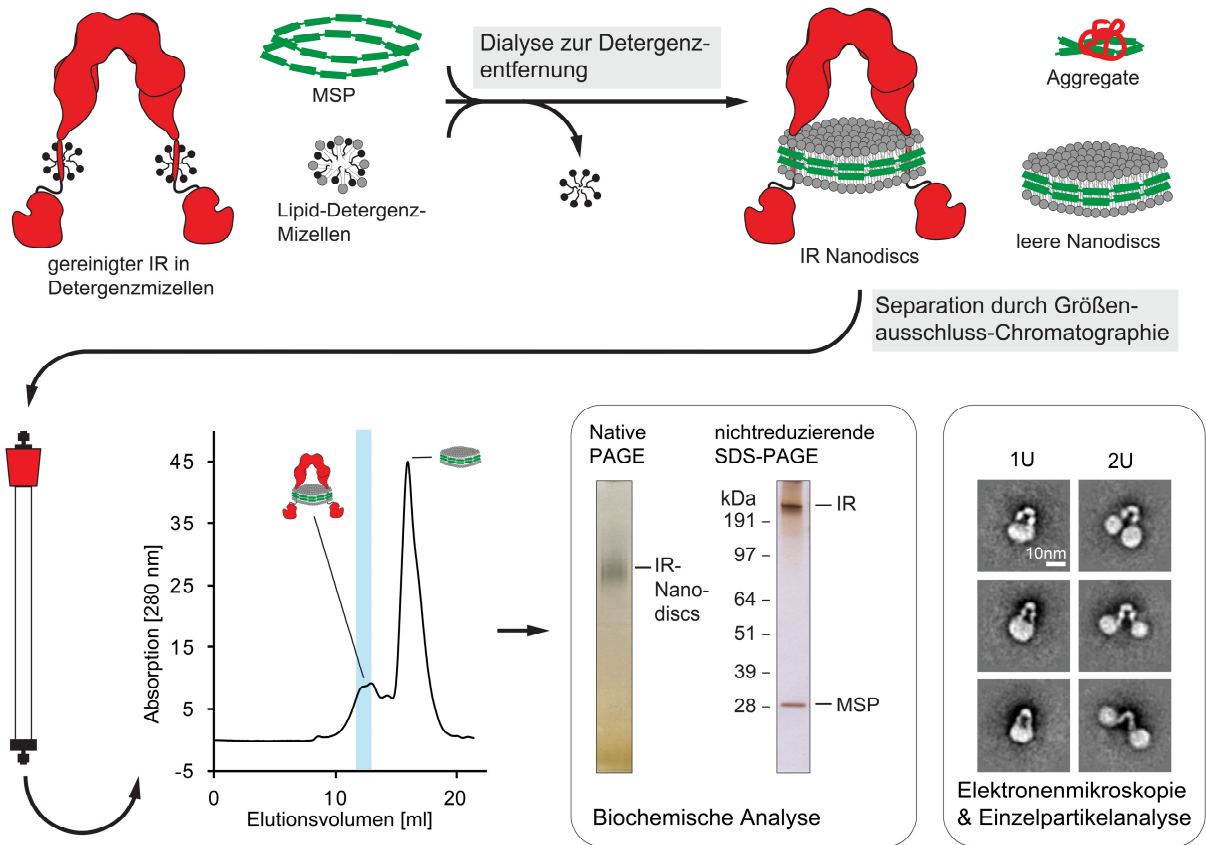 MSP
Lipid-Detergenz-
Mizellen
gereinigter IR in
Detergenzmizellen
Dialyse zur Detergenz-
entfernung
IR Nanodiscs
Aggregate
leere Nanodiscs
Separation durch Größen-
ausschluss-Chromatographie
Absorption [280 nm]
45
35
25
15
5
-5
0
10
20
Elutionsvolumen [ml]
Native
PAGE
IR-
Nano-
discs
nichtreduzierende
SDS-PAGE
kDa
191
97
64
51
39
28
IR
MSP
Biochemische Analyse
1U
2U
10nm
Elektronenmikroskopie
& Einzelpartikelanalyse